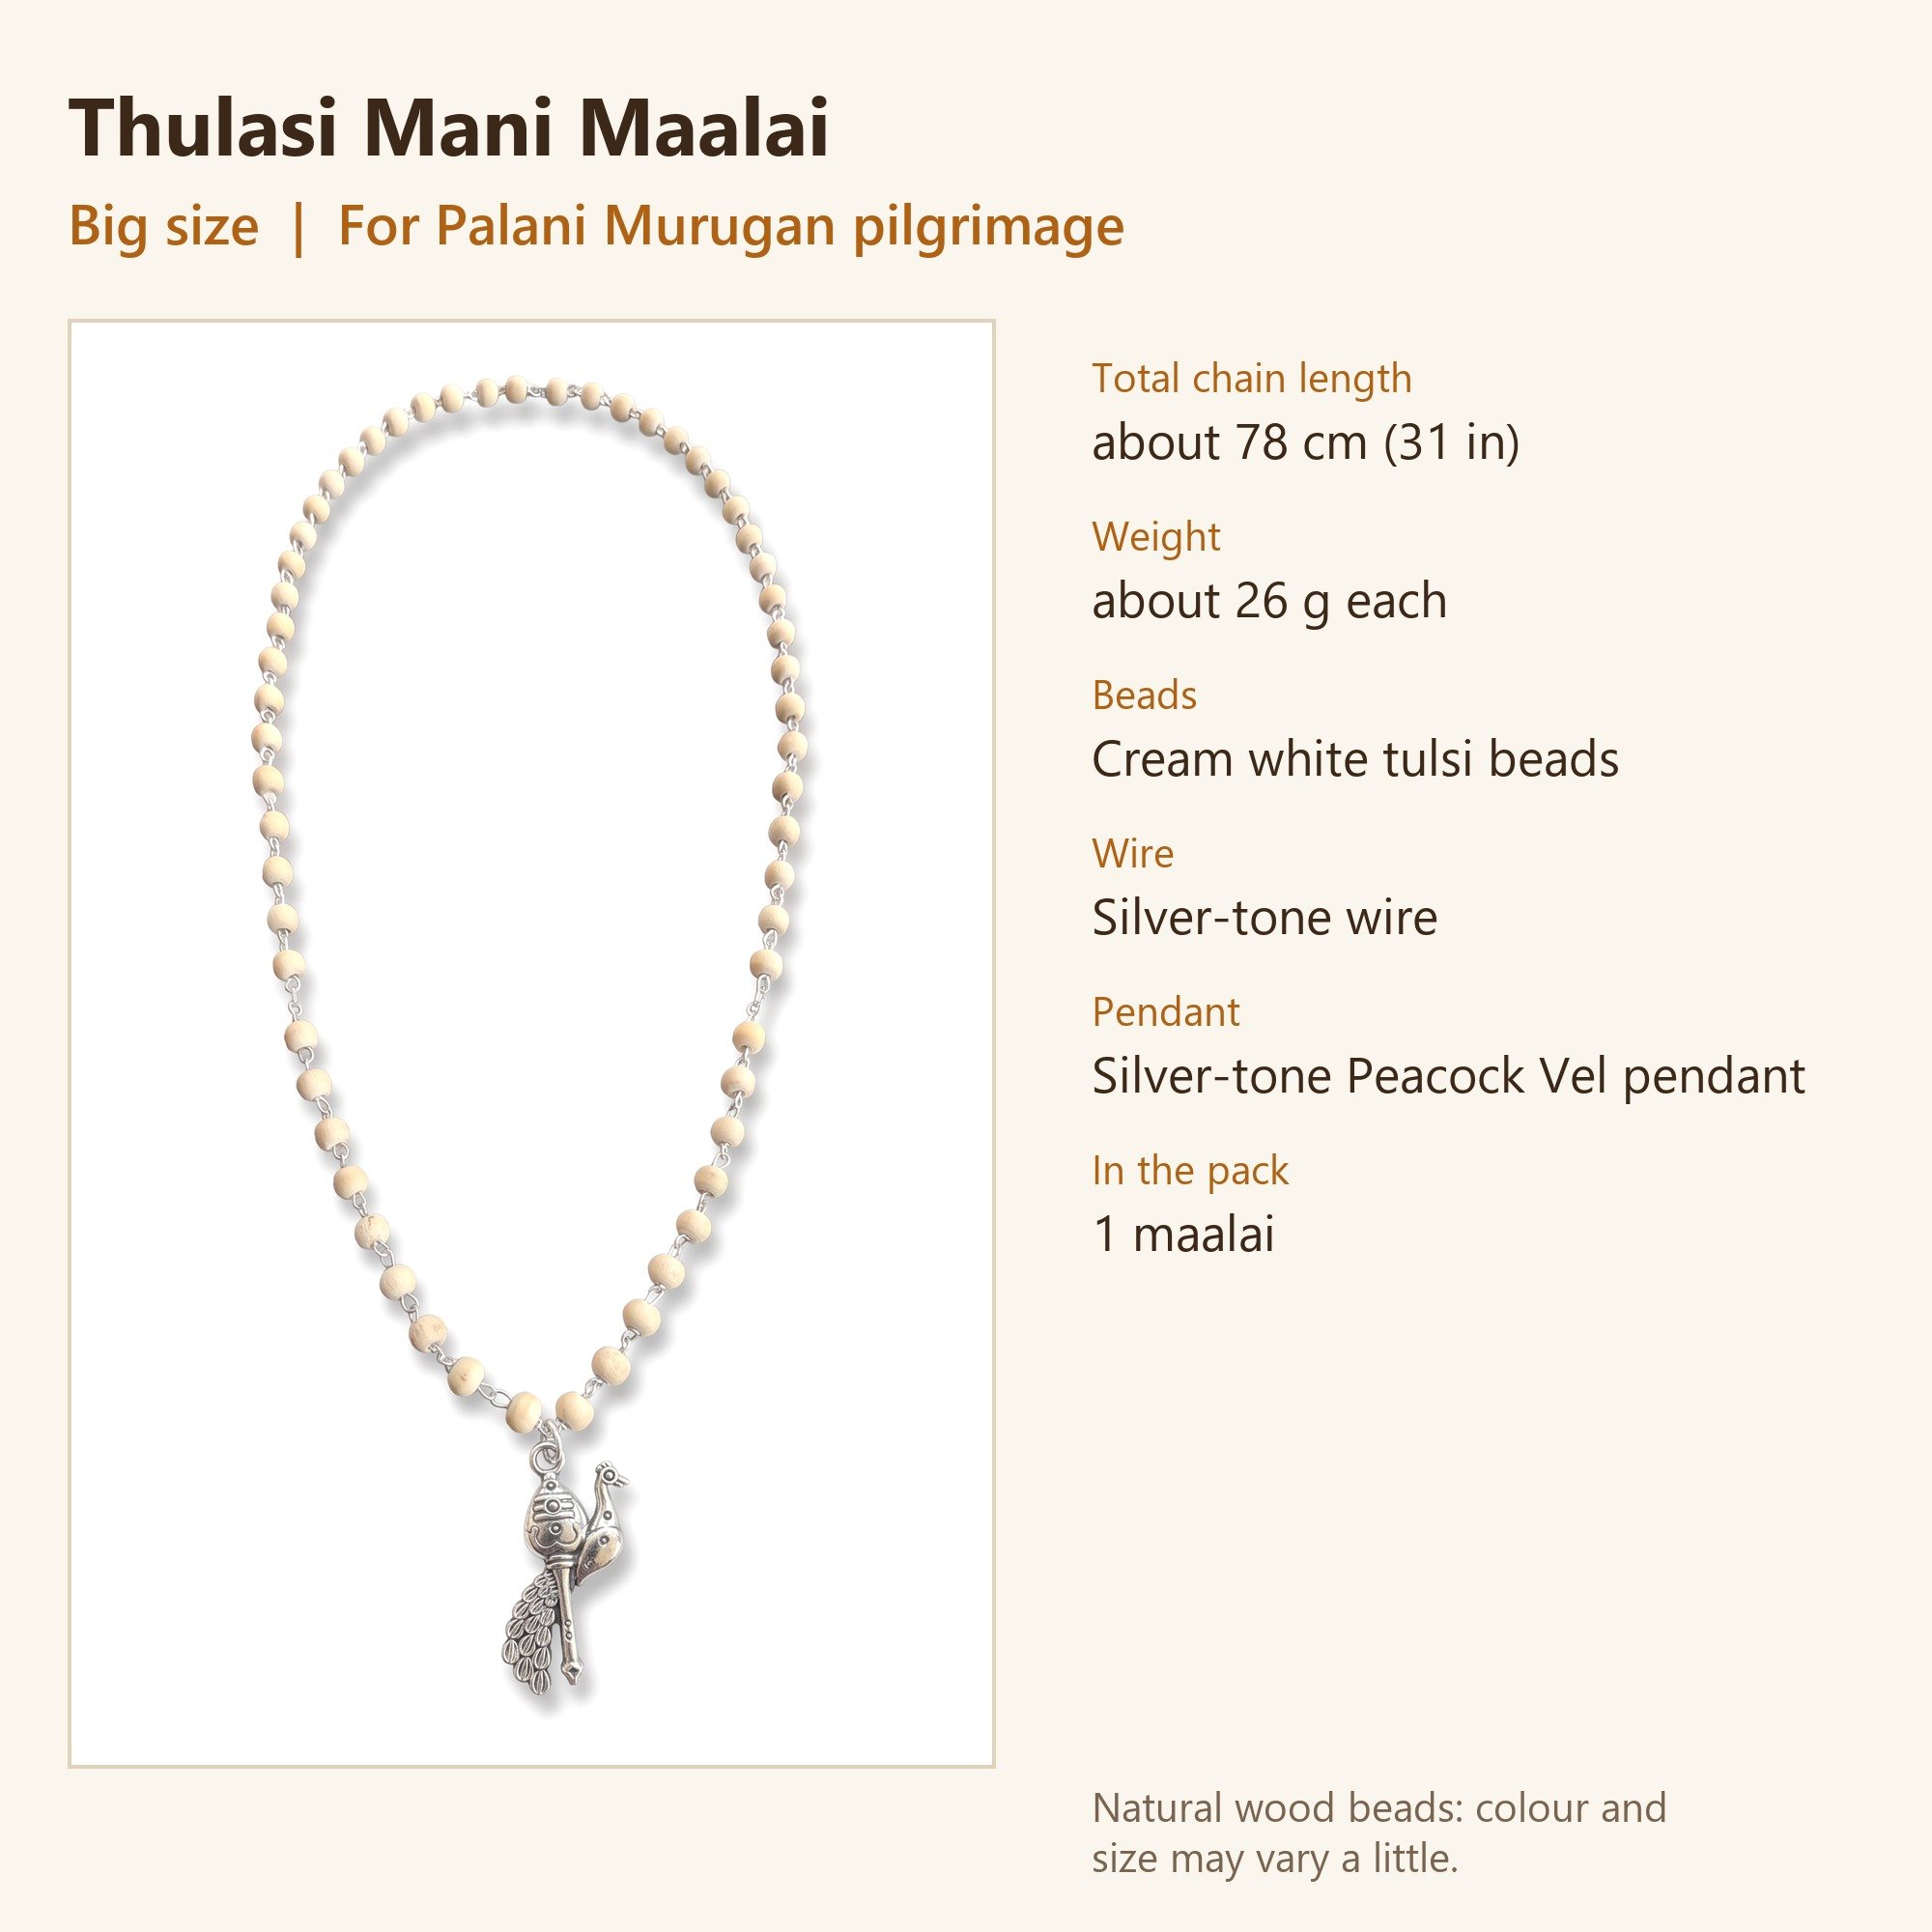 Thulasi Mani Maalai
Big size | For Palani Murugan pilgrimage
Total chain length
about 78 cm (31 in)
Weight
about 26 g each
Beads
Cream white tulsi beads
Wire
Silver-tone wire
Pendant
Silver-tone Peacock Vel pendant
In the pack
1 maalai
Natural wood beads: colour and
size may vary a little.